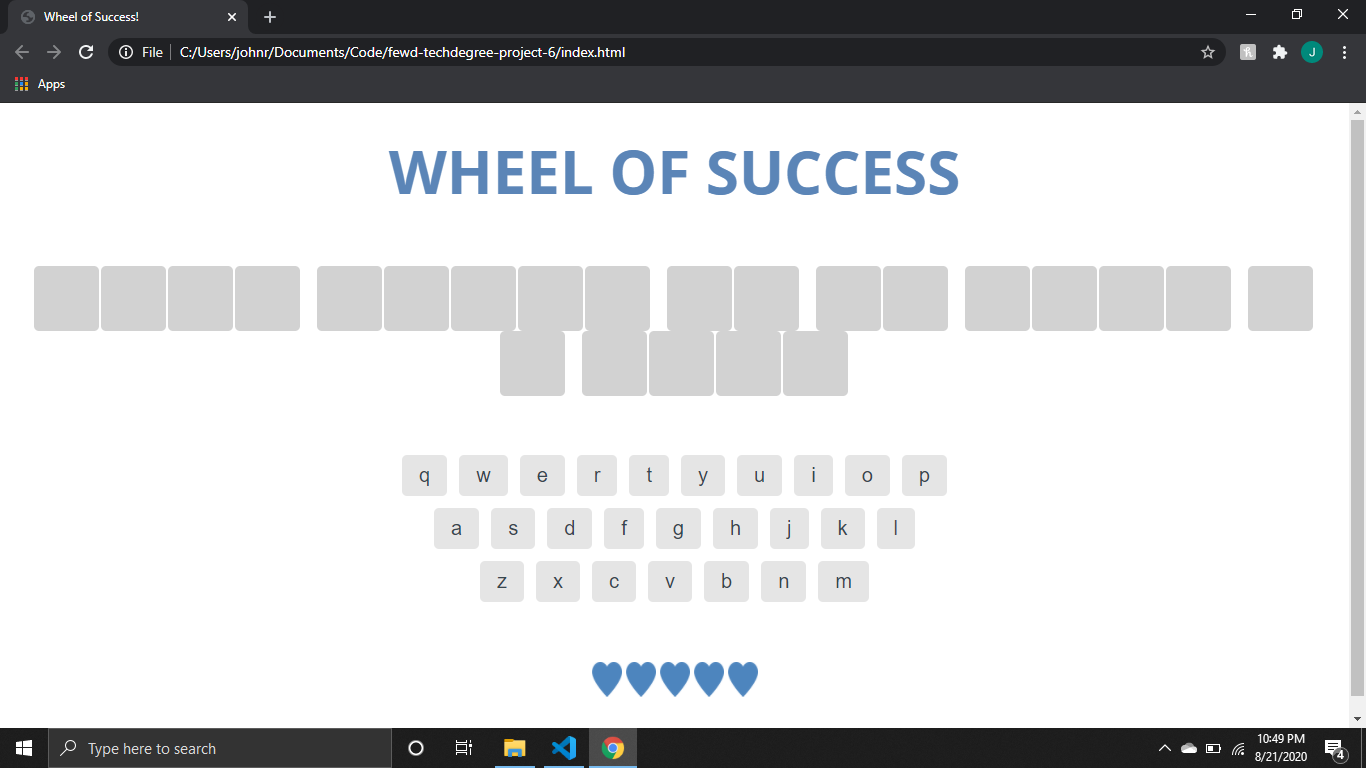 Wheel of Success!
File C:/Users/johnr/Documents/Code/fewd-techdegree-project-6/index.html
J
Apps
WHEEL OF SUCCESS
q w e r t y u i o p
a s d f g h j k l
z x c v b n m
Type here to search
10:49 PM
8/21/2020
4